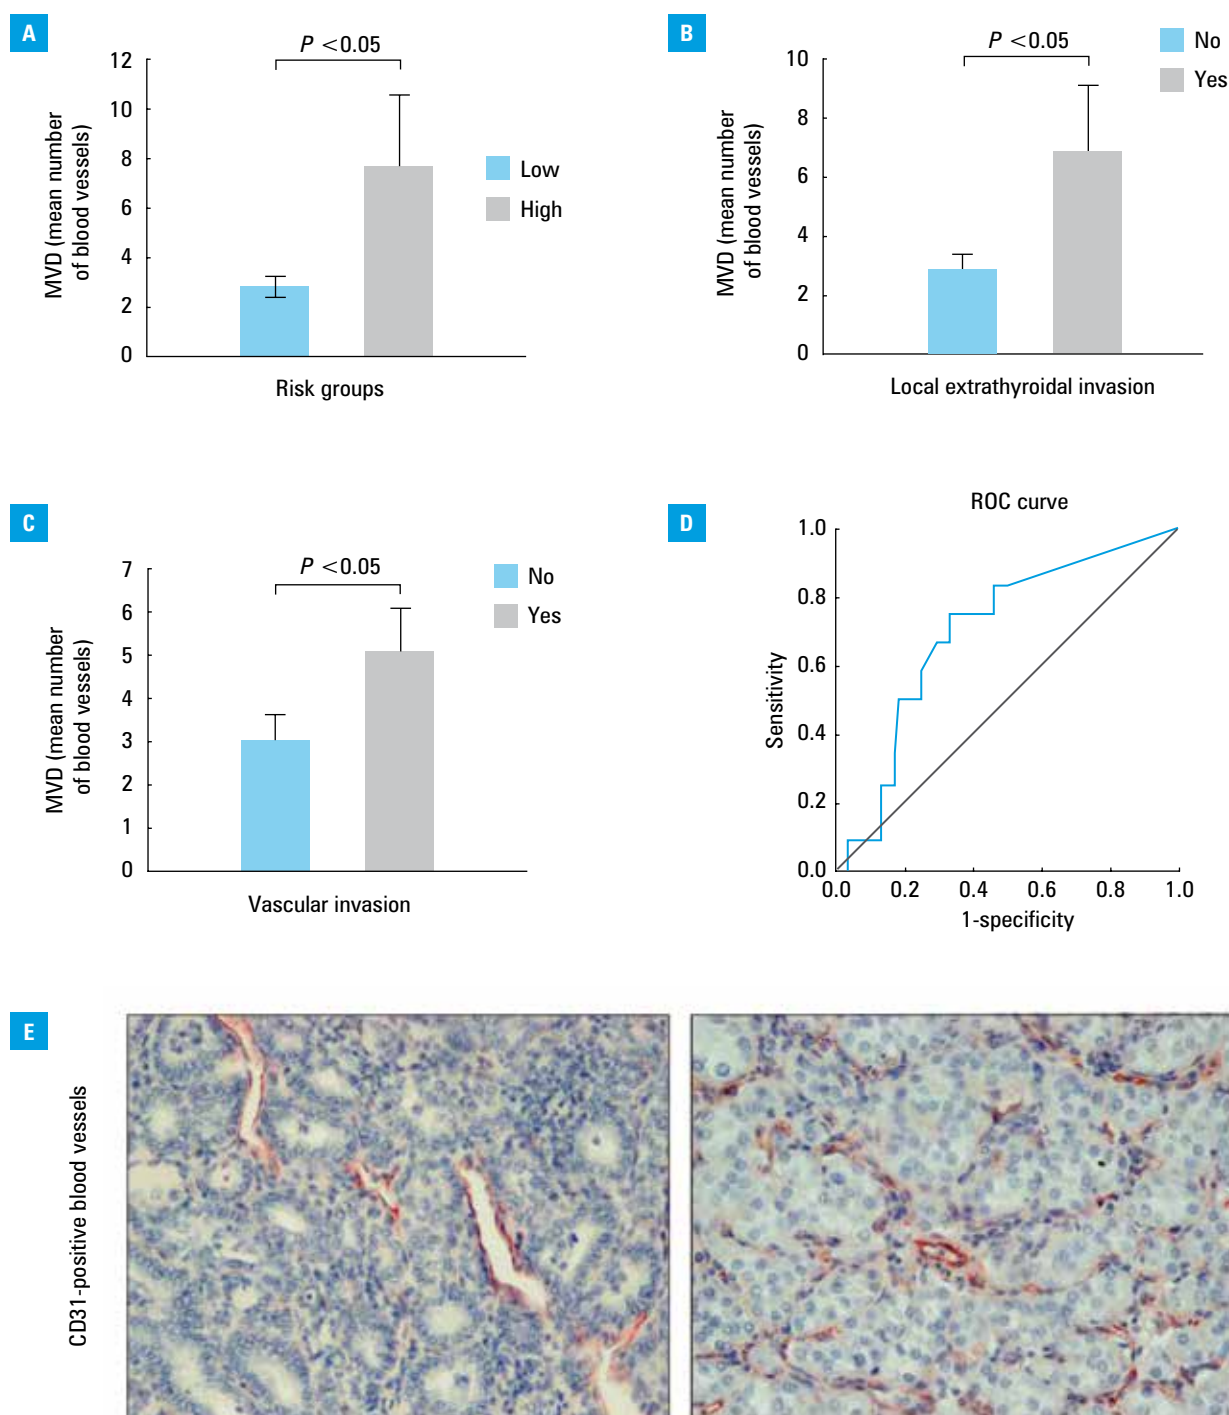 A
P <0.05
12
10
8
6
4
2
0
MVD (mean number
of blood vessels)
Low
High
Risk groups
B
P <0.05
No
Yes
10
8
6
4
2
0
MVD (mean number
of blood vessels)
Local extrathyroidal invasion
C
P <0.05
No
Yes
7
6
5
4
3
2
1
0
MVD (mean number
of blood vessels)
Vascular invasion
D
ROC curve
1.0
0.8
0.6
0.4
0.2
0.0
Sensitivity
0.0 0.2 0.4 0.6 0.8 1.0
1-specificity
E
CD31-positive blood vessels